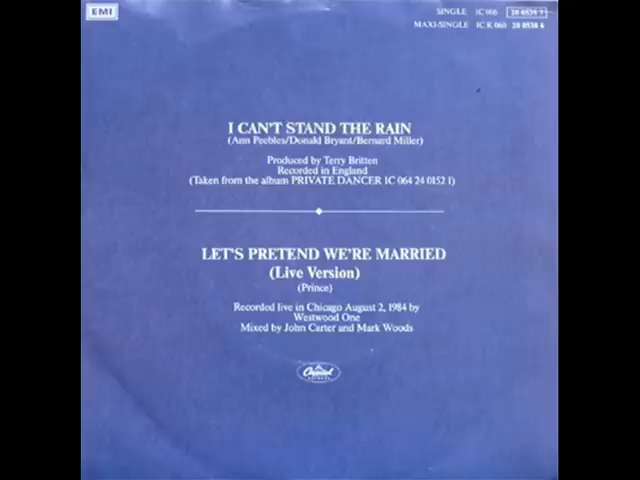 EMI
SINGLE 1C 006
MAXI-SINGLE 1C K 060 20 0538 6
I CAN'T STAND THE RAIN
(Ann Peebles/Donald Bryant/Bernard Miller)
Produced by Terry Britten
Recorded in England
(Taken from the album PRIVATE DANCER 1C 064 24 0152 1)
LET'S PRETEND WE'RE MARRIED
(Live Version)
(Prince)
Recorded live in Chicago August 2, 1984 by
Westwood One
Mixed by John Carter and Mark Woods
Capitol